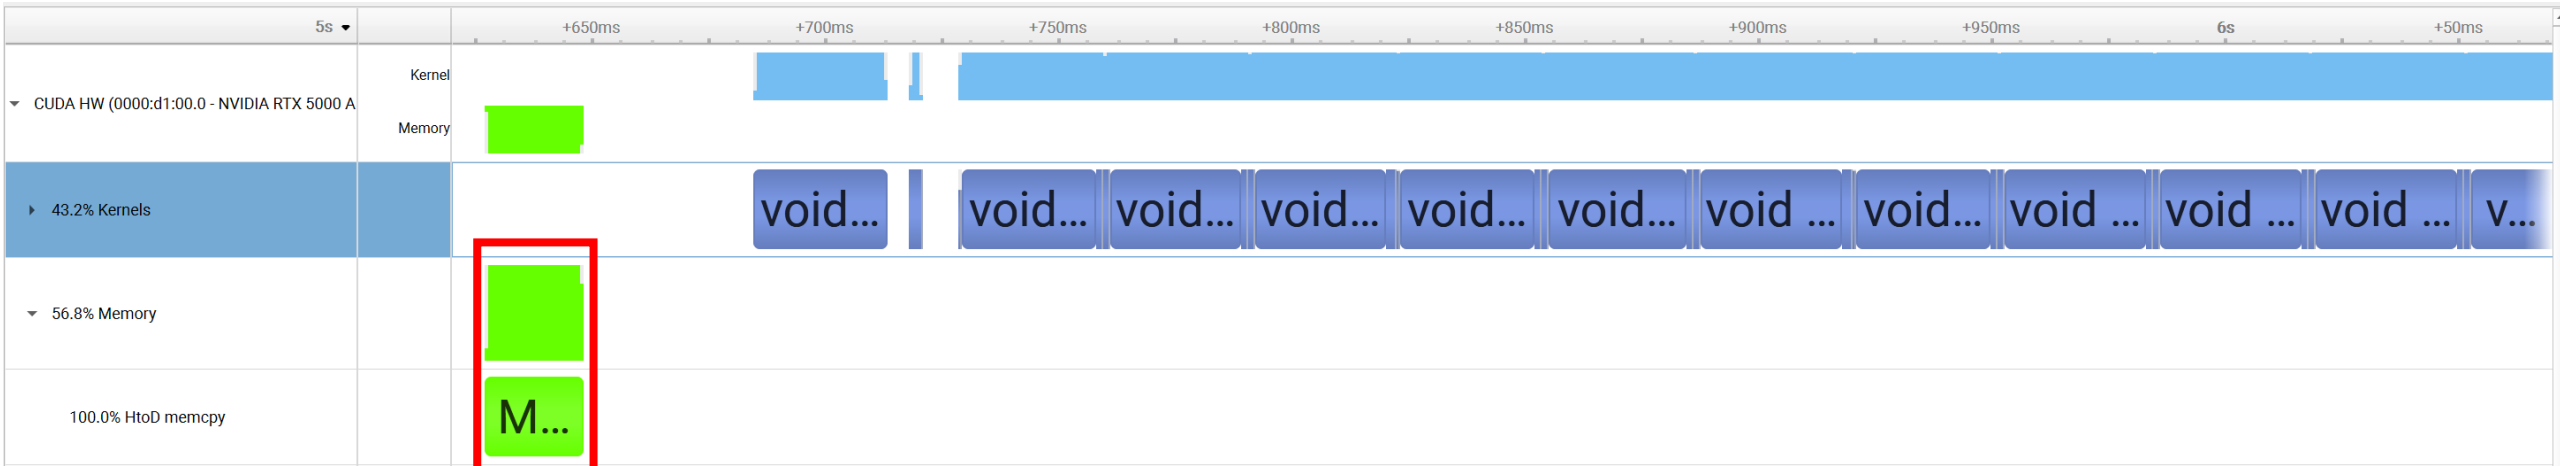 5s +650ms +700ms +750ms +800ms +850ms +900ms +950ms 6s +50ms
Kernel
CUDA HW (0000:d1:00.0 - NVIDIA RTX 5000 A
Memory
43.2% Kernels void... void... void... void... void... void... void ... void... void ... void ... void ... v...
56.8% Memory
100.0% HtoD memcpy M...